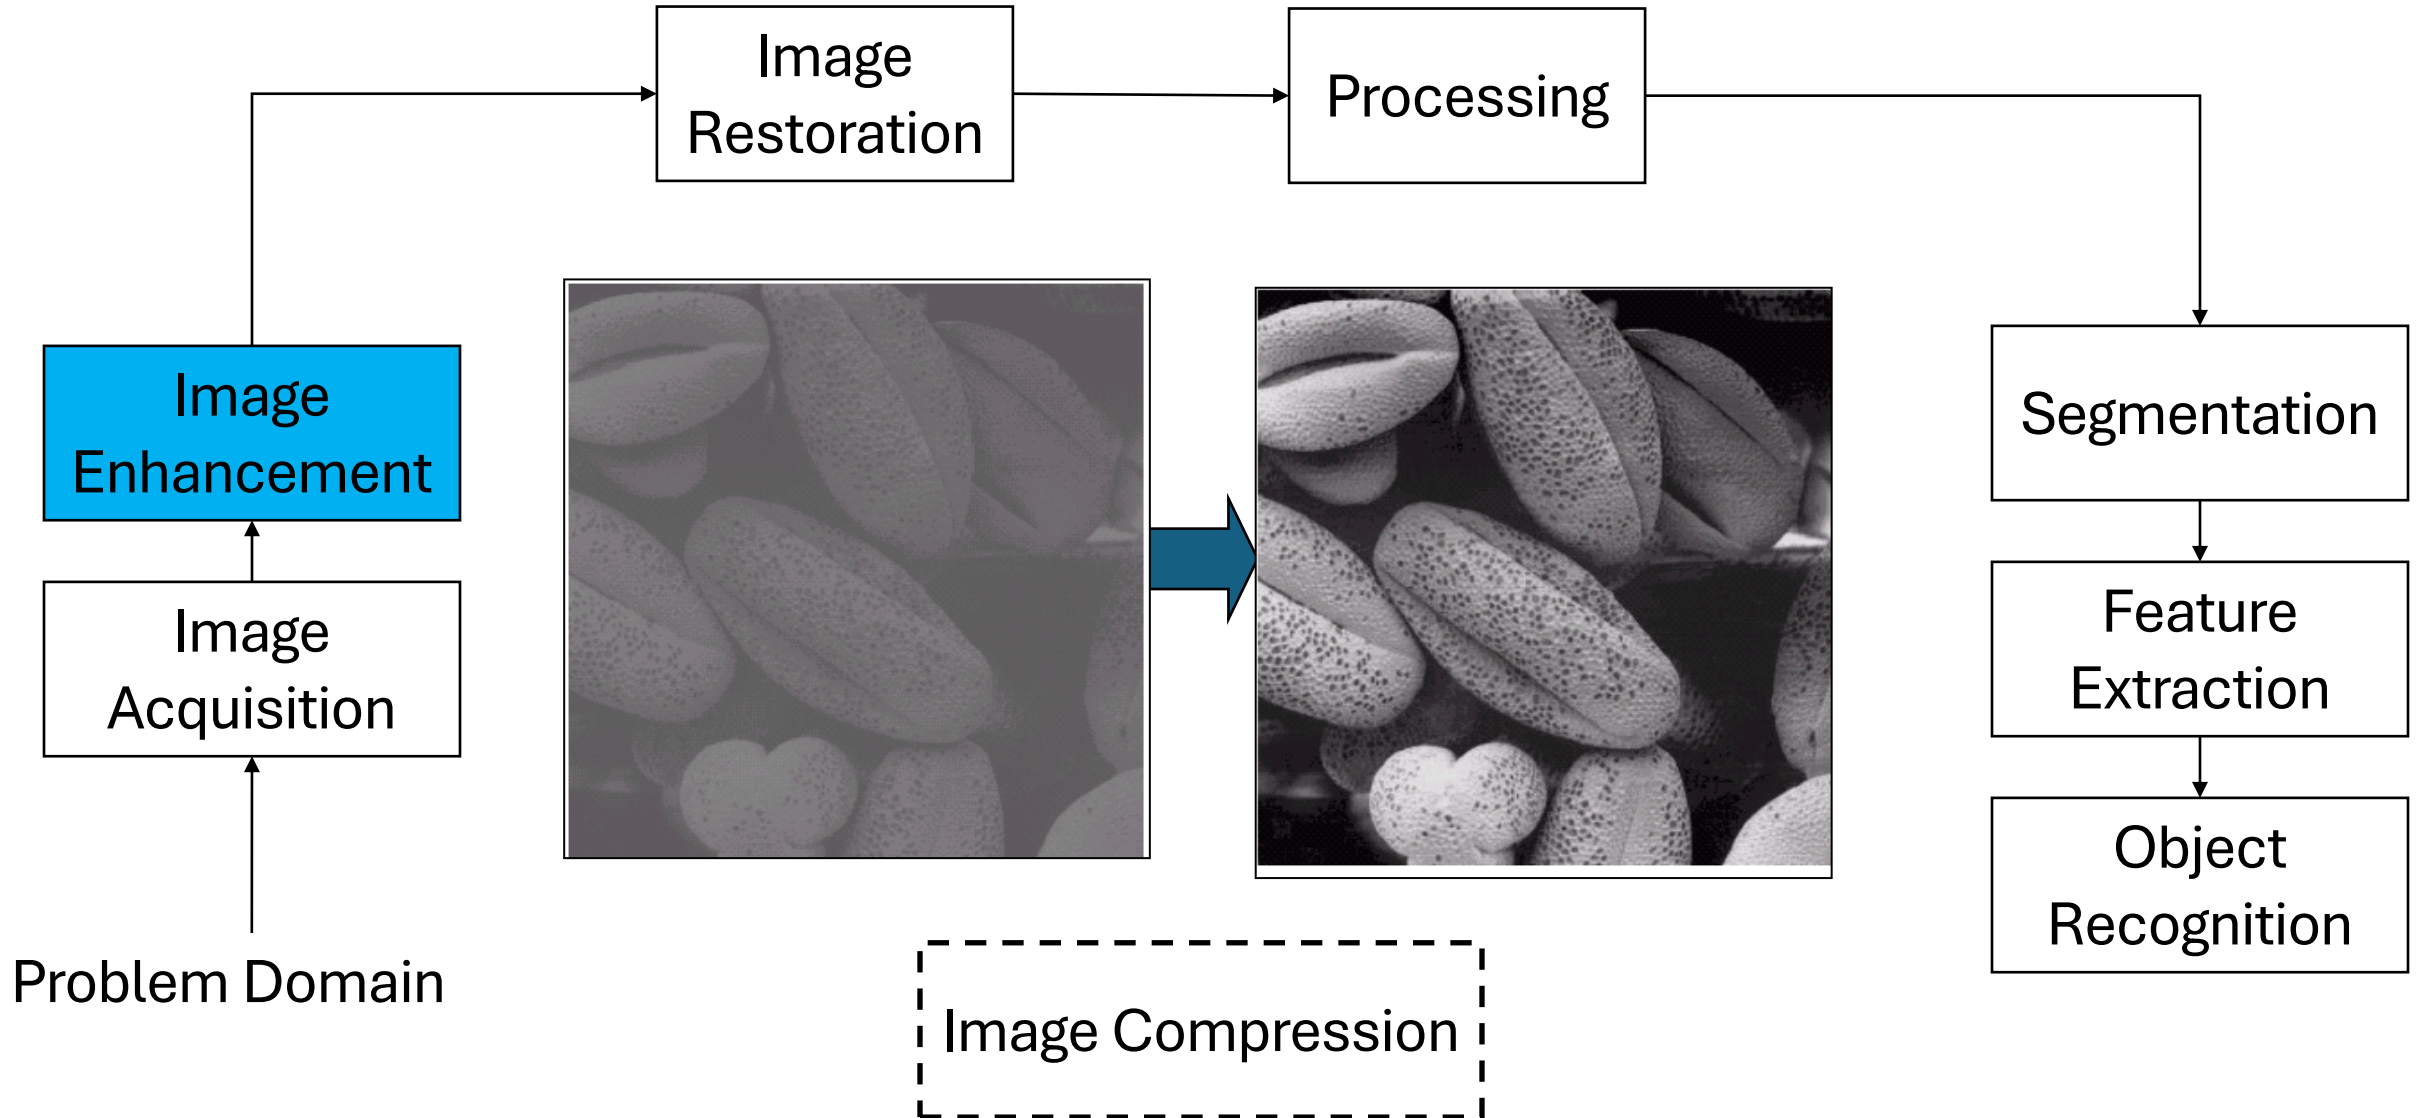 Image
Restoration
Processing
Image
Enhancement
Segmentation
Image
Acquisition
Feature
Extraction
Object
Recognition
Problem Domain
Image Compression